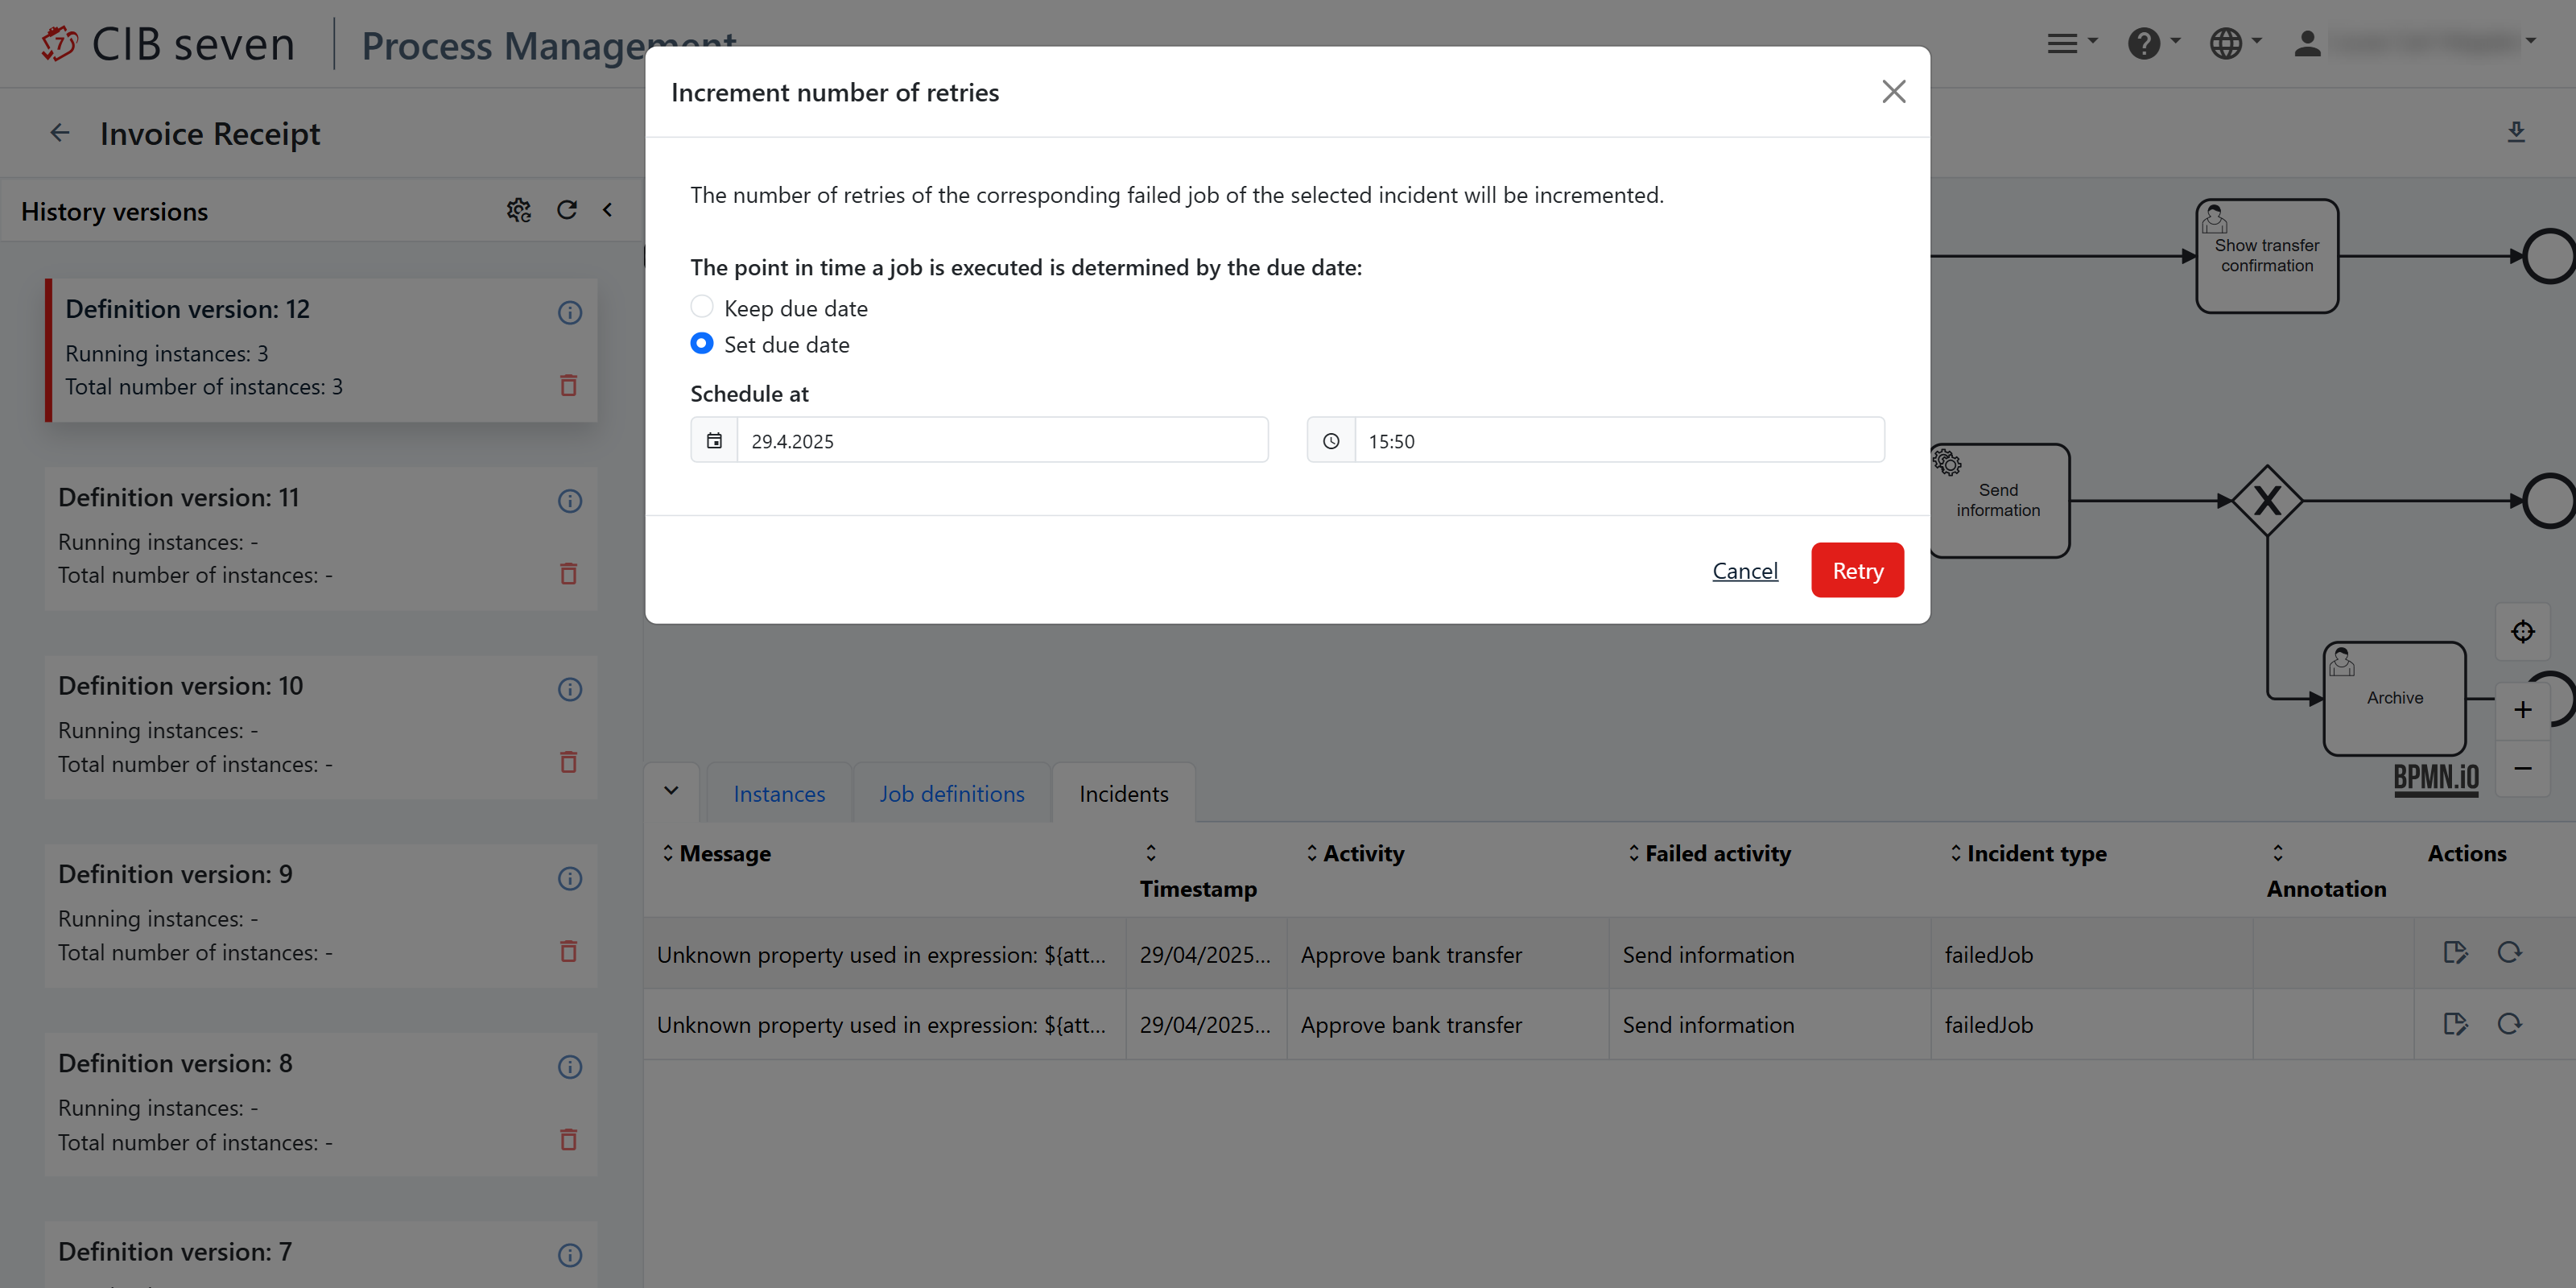 CIB seven
Process Management
Invoice Receipt
Increment number of retries
The number of retries of the corresponding failed job of the selected incident will be incremented.
The point in time a job is executed is determined by the due date:
Keep due date
Set due date
Schedule at
29.4.2025
15:50
Cancel
Retry
History versions
Definition version: 12
Running instances: 3
Total number of instances: 3
Definition version: 11
Running instances: -
Total number of instances: -
Definition version: 10
Running instances: -
Total number of instances: -
Definition version: 9
Running instances: -
Total number of instances: -
Definition version: 8
Running instances: -
Total number of instances: -
Definition version: 7
Show transfer
confirmation
Send
information
X
Archive
BPMN.iO
Instances
Job definitions
Incidents
Message
Timestamp
Activity
Failed activity
Incident type
Annotation
Actions
Unknown property used in expression: ${att...
29/04/2025...
Approve bank transfer
Send information
failedJob
Unknown property used in expression: ${att...
29/04/2025...
Approve bank transfer
Send information
failedJob